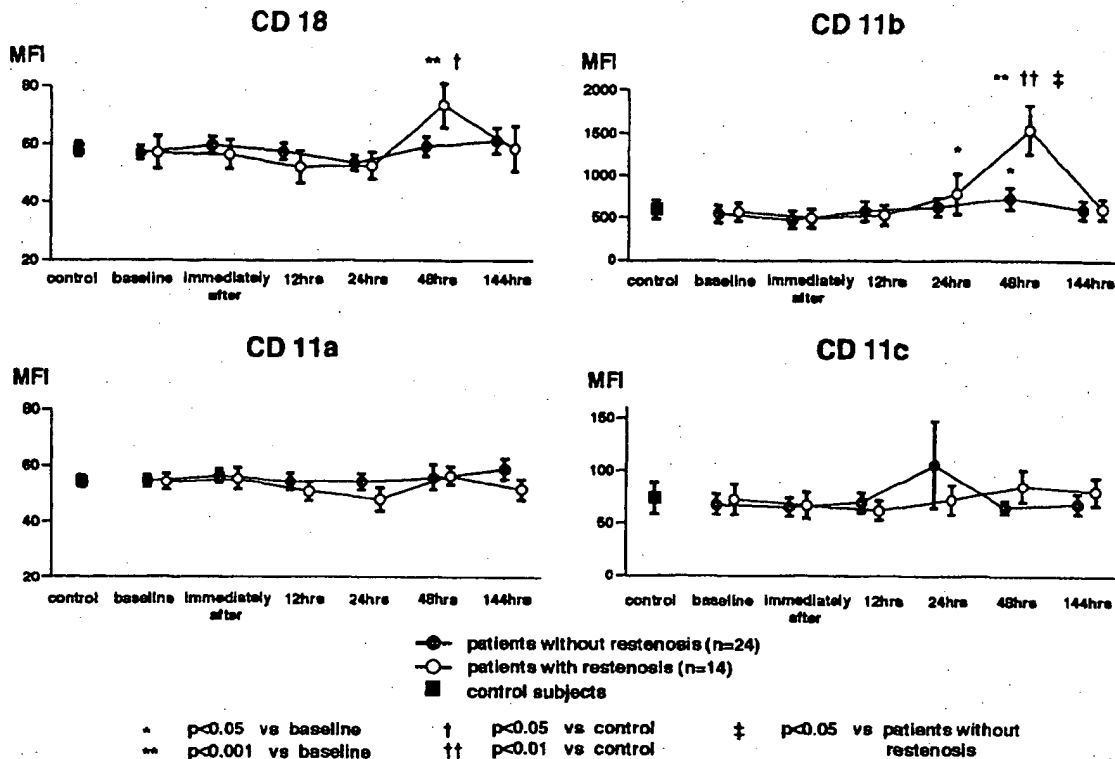 CD 18
MFI
** †
80
60
40
20
control baseline immediately after 12hrs 24hrs 48hrs 144hrs
CD 11b
MFI
** †† ‡
2000
1500
1000
500
0
*
*
control baseline immediately after 12hrs 24hrs 48hrs 144hrs
CD 11a
MFI
80
60
40
20
control baseline immediately after 12hrs 24hrs 48hrs 144hrs
CD 11c
MFI
150
100
50
0
control baseline immediately after 12hrs 24hrs 48hrs 144hrs
patients without restenosis (n=24)
patients with restenosis (n=14)
control subjects
* p<0.05 vs baseline
** p<0.001 vs baseline
† p<0.05 vs control
†† p<0.01 vs control
‡ p<0.05 vs patients without
restenosis